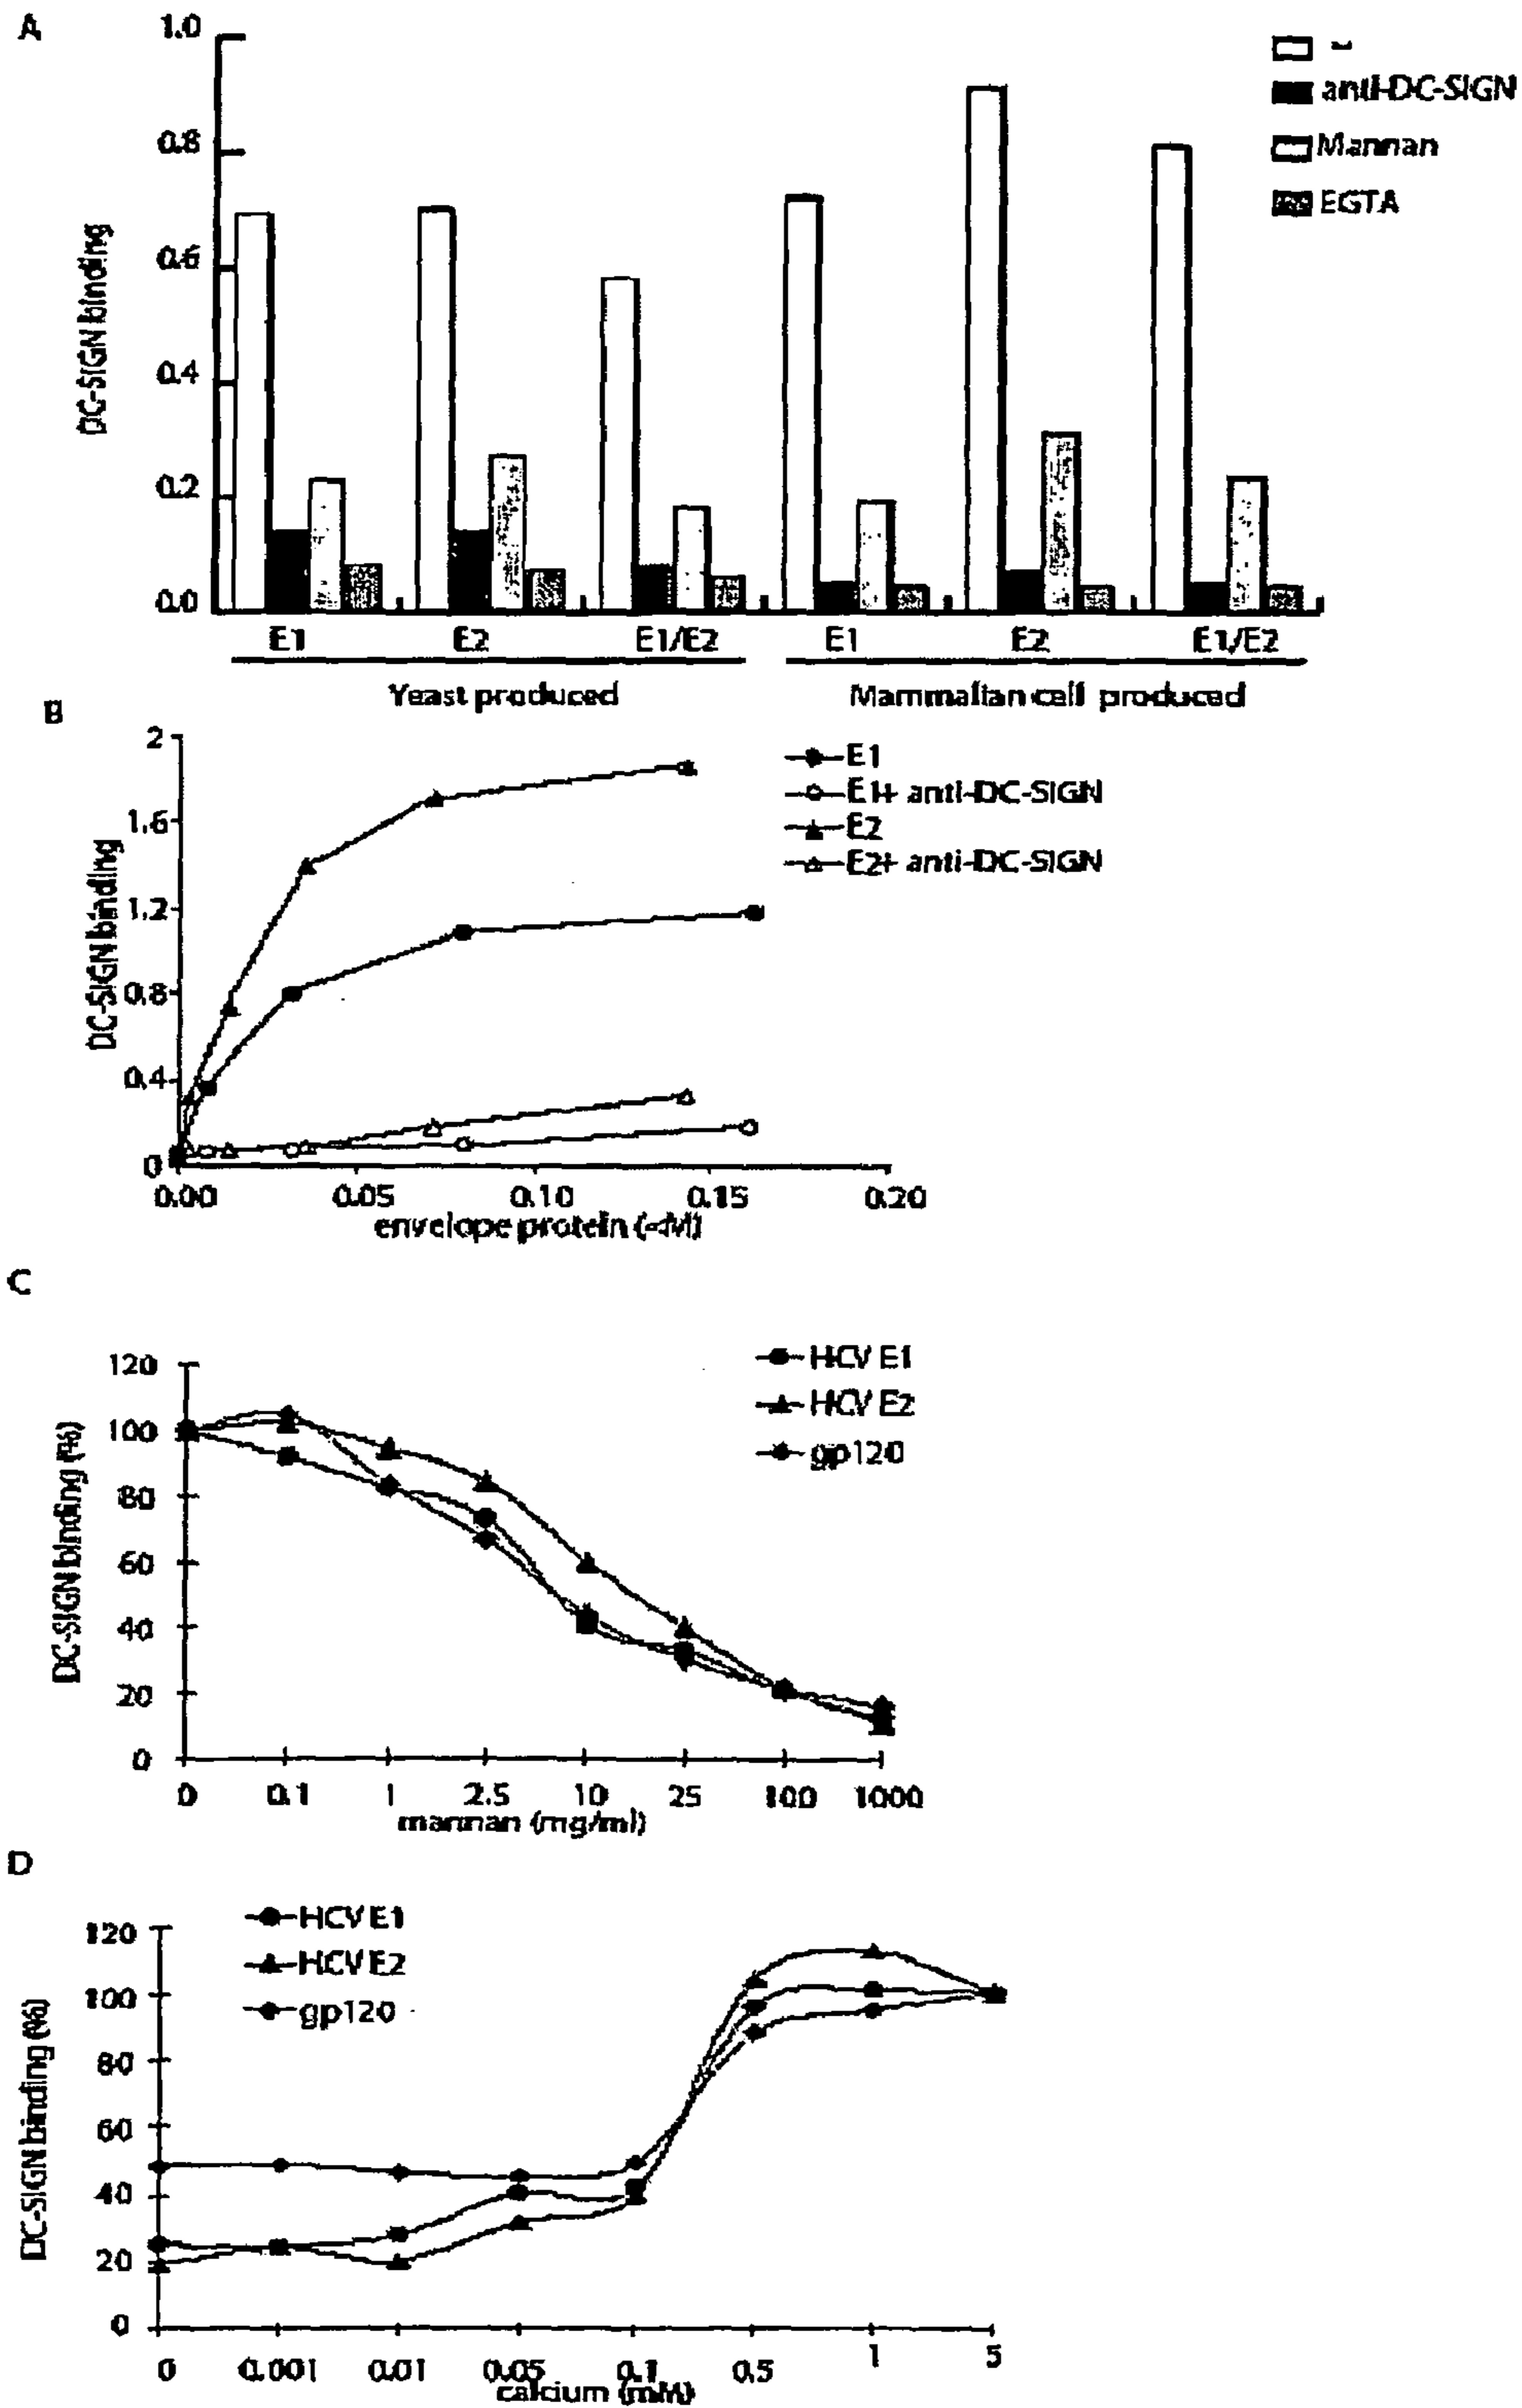 A
1.0
0.8
0.6
0.4
0.2
0.0
DC-SIGN binding
-
anti-DC-SIGN
Mannan
EGTA
E1 E2 E1/E2 E1 E2 E1/E2
Yeast produced Mammalian cell produced
B
2
1.6
1.2
0.8
0.4
0
DC-SIGN binding
E1
E1+ anti-DC-SIGN
E2
E2+ anti-DC-SIGN
0.00 0.05 0.10 0.15 0.20
envelope protein (-M)
C
120
100
80
60
40
20
0
DC-SIGN binding (%)
HCV E1
HCV E2
gp120
0 0.1 1 2.5 10 25 100 1000
mannan (mg/ml)
D
120
100
80
60
40
20
0
DC-SIGN binding (%)
HCV E1
HCV E2
gp120
0 0.001 0.01 0.05 0.1 0.5 1 5
calcium (mM)